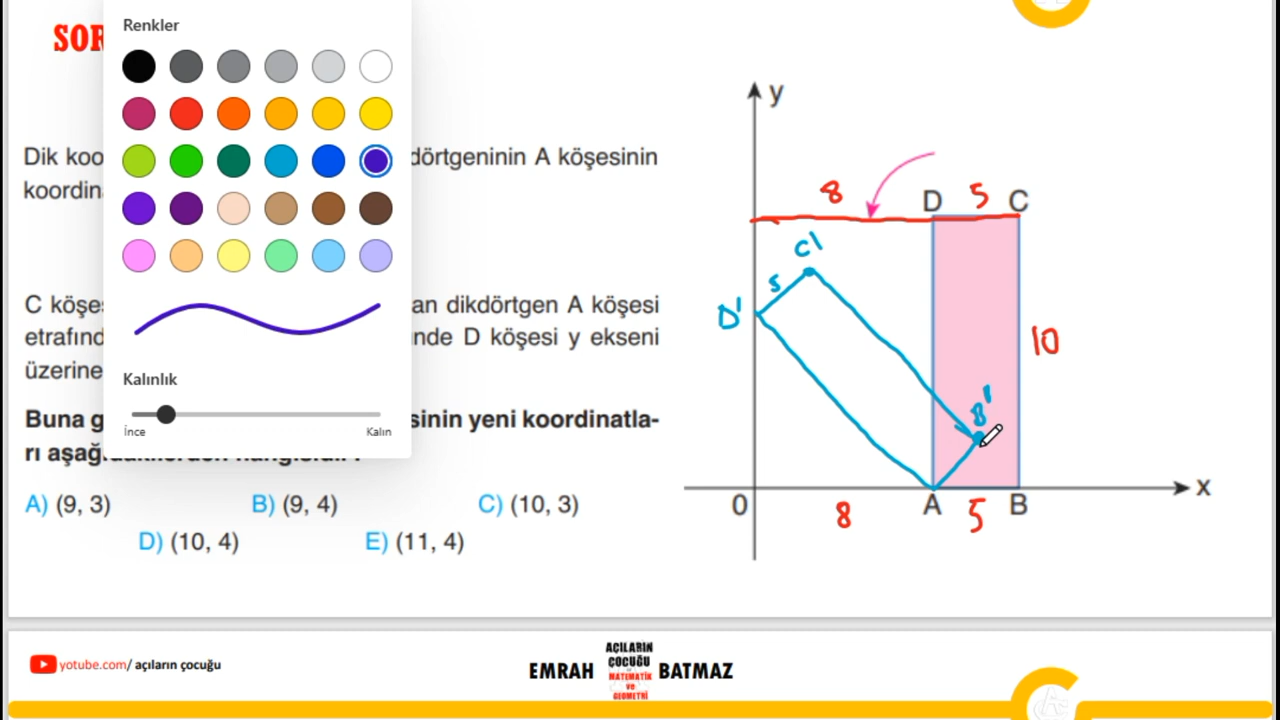 Renkler
SOR
Dik koo
dörtgeninin A köşesinin
koordin
C köşe
an dikdörtgen A köşesi
etrafınd
nde D köşesi y ekseni
üzerine
Kalınlık
İnce
Kalın
Buna g
sinin yeni koordinatla-
rı aşağ
A) (9, 3)
B) (9, 4)
C) (10, 3)
D) (10, 4)
E) (11, 4)
y
8
D
5
C
C'
5
D'
10
8'
0
8
A
5
B
x
yotube.com/ açıların çocuğu
EMRAH
AÇILARIN
ÇOCUĞU
MATEMATİK
ve
GEOMETRİ
BATMAZ